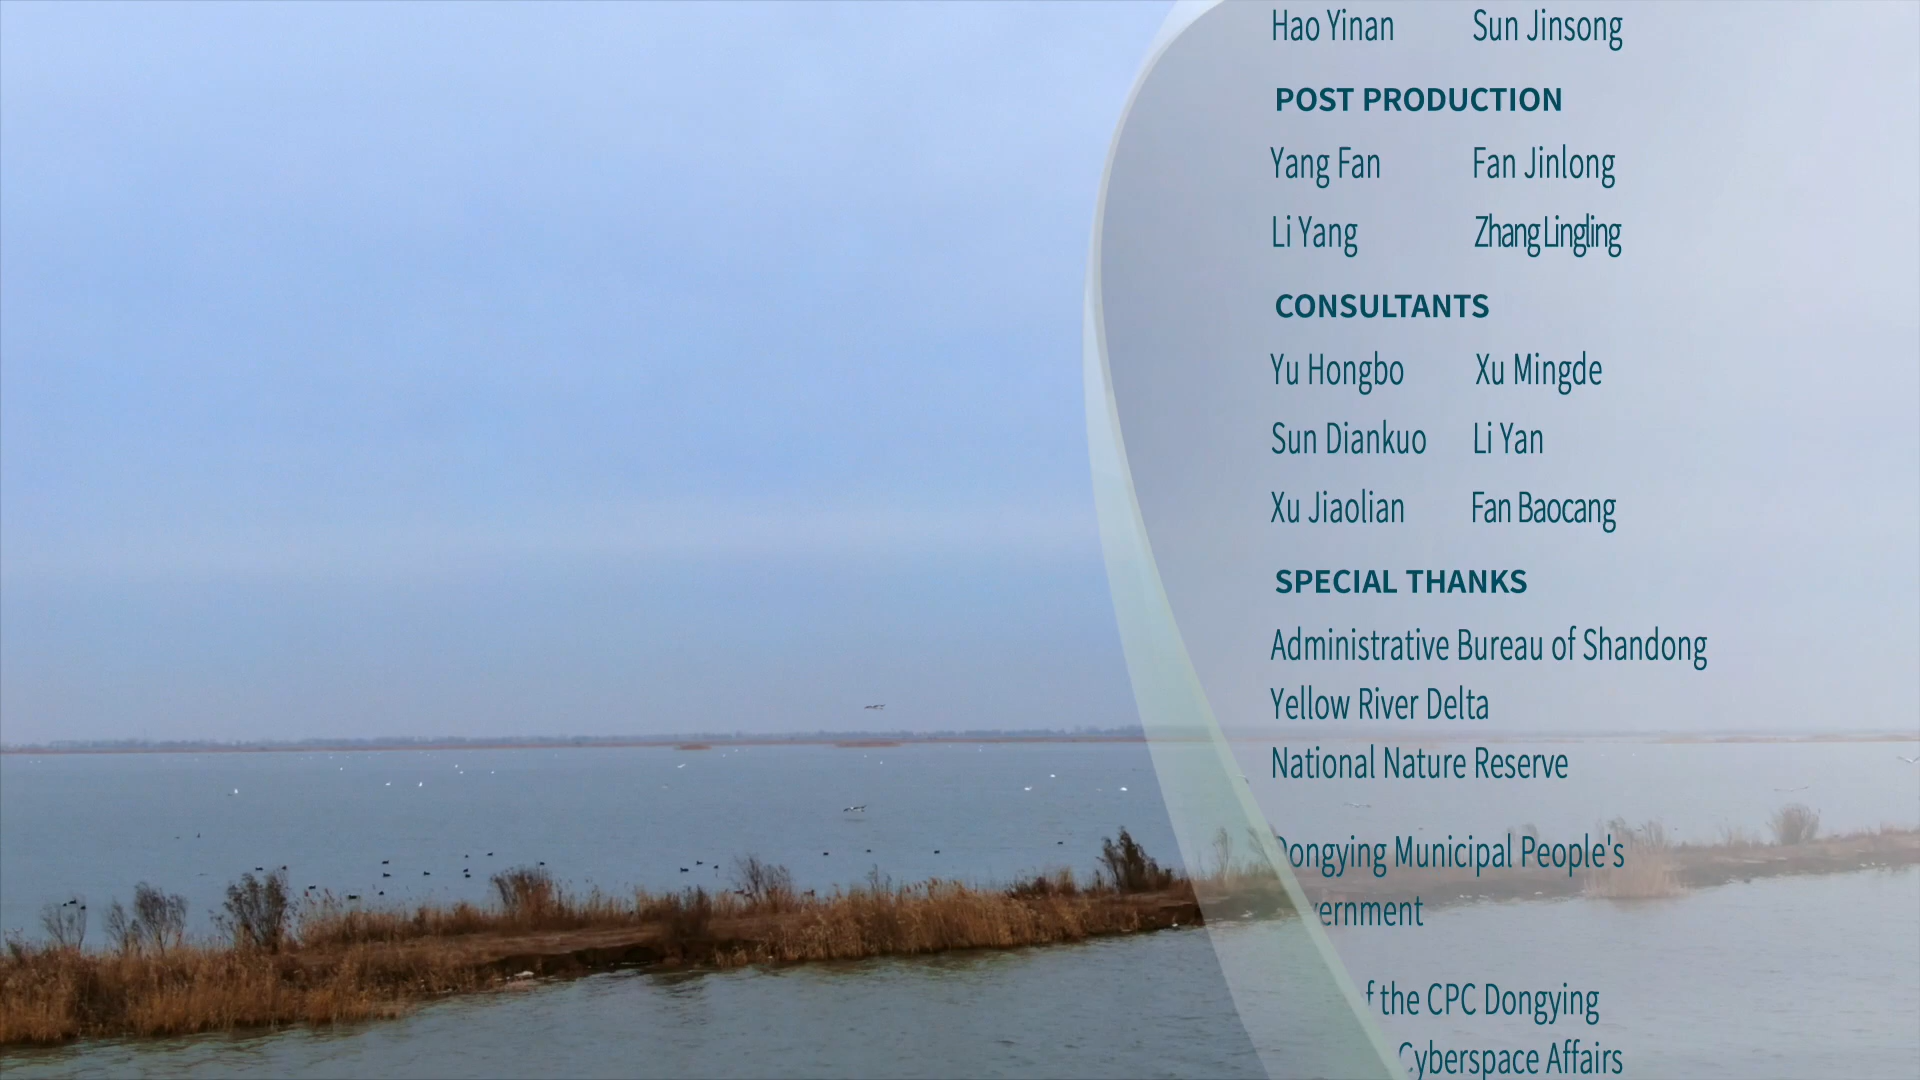 Hao Yinan Sun Jinsong
POST PRODUCTION
Yang Fan Fan Jinlong
Li Yang Zhang Lingling
CONSULTANTS
Yu Hongbo Xu Mingde
Sun Diankuo Li Yan
Xu Jiaolian Fan Baocang
SPECIAL THANKS
Administrative Bureau of Shandong
Yellow River Delta
National Nature Reserve
Dongying Municipal People's
the CPC Dongying
Cyberspace Affairs